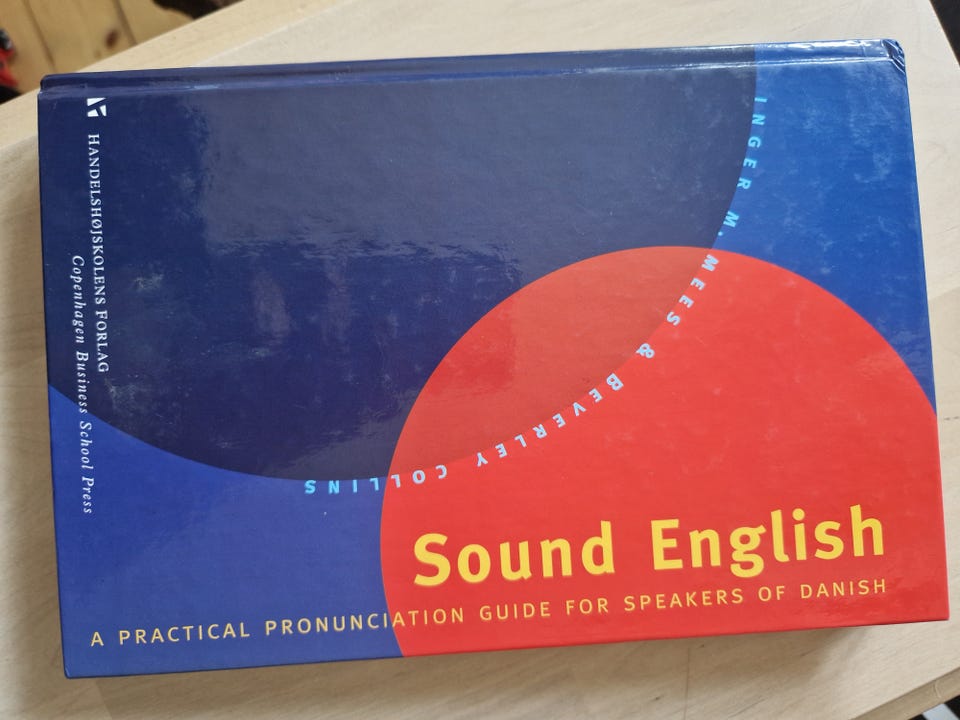 INGER M. MEES & BEVERLEY COLLINS
Sound English
A PRACTICAL PRONUNCIATION GUIDE FOR SPEAKERS OF DANISH
HANDELSHØJSKOLENS FORLAG
Copenhagen Business School Press